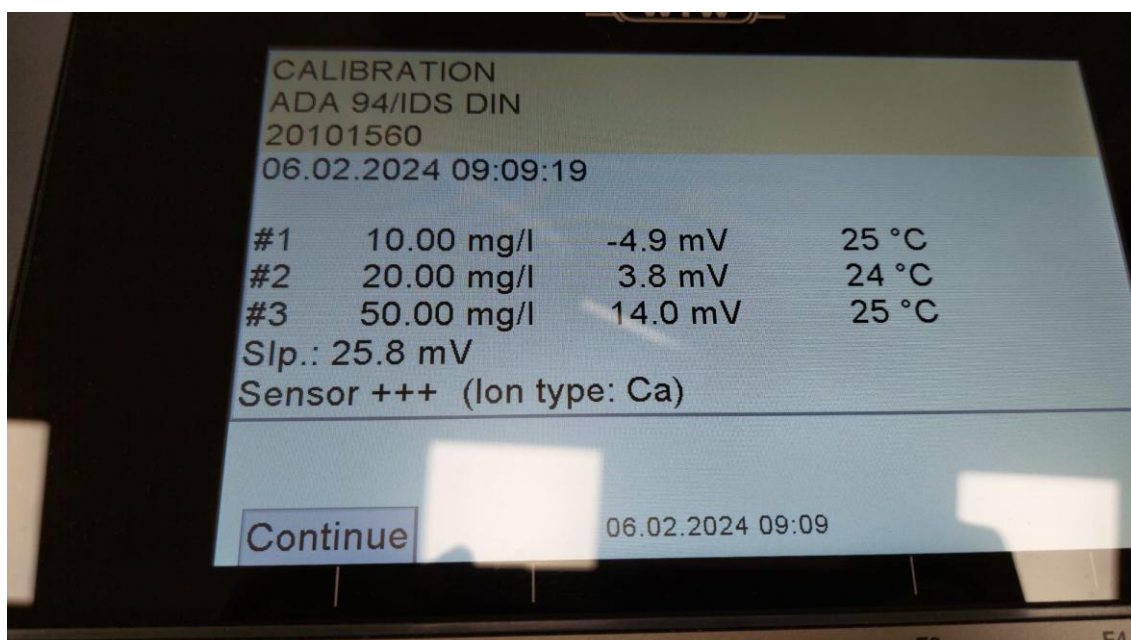 WTW
CALIBRATION
ADA 94/IDS DIN
20101560
06.02.2024 09:09:19
#1 10.00 mg/l -4.9 mV 25 °C
#2 20.00 mg/l 3.8 mV 24 °C
#3 50.00 mg/l 14.0 mV 25 °C
Slp.: 25.8 mV
Sensor +++ (Ion type: Ca)
Continue 06.02.2024 09:09